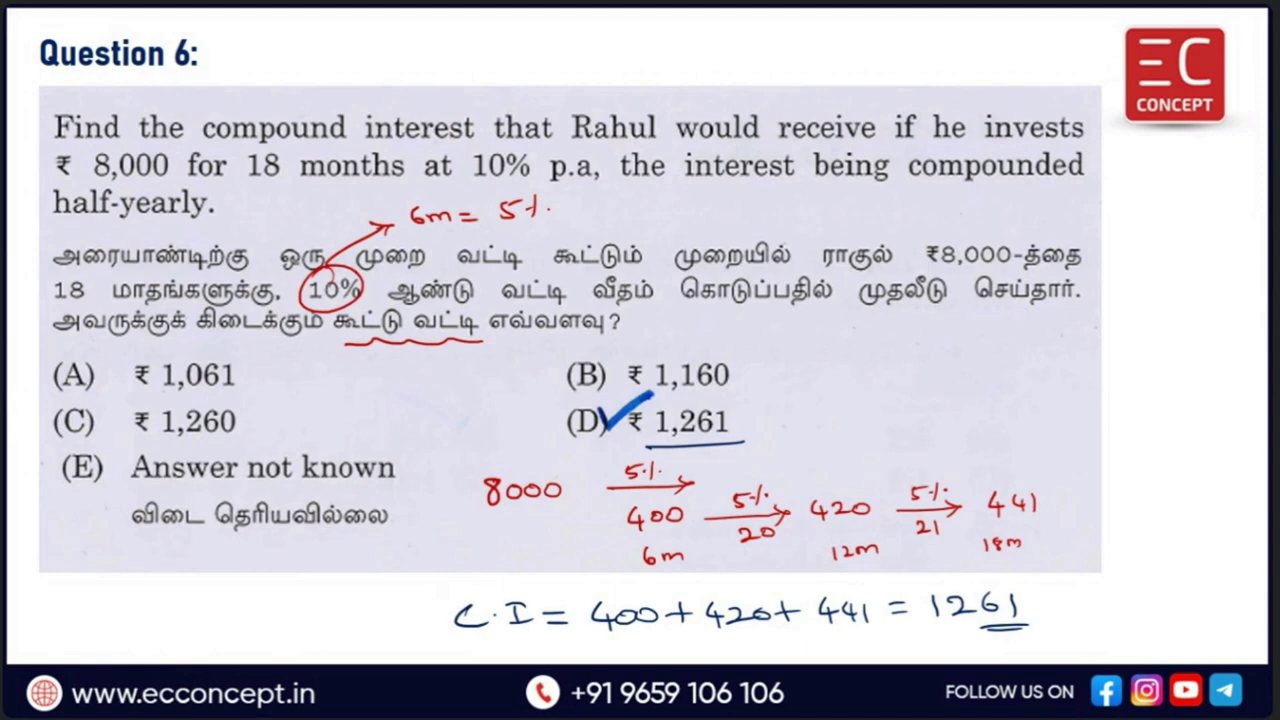 Question 6:
EC
CONCEPT
Find the compound interest that Rahul would receive if he invests
₹ 8,000 for 18 months at 10% p.a, the interest being compounded
half-yearly.
6m = 5%
அரையாண்டிற்கு ஒரு முறை வட்டி கூட்டும் முறையில் ராகுல் ₹8,000-த்தை
18 மாதங்களுக்கு, 10% ஆண்டு வட்டி வீதம் கொடுப்பதில் முதலீடு செய்தார்.
அவருக்குக் கிடைக்கும் கூட்டு வட்டி எவ்வளவு?
(A) ₹ 1,061 (B) ₹ 1,160
(C) ₹ 1,260 (D) ₹ 1,261
(E) Answer not known
விடை தெரியவில்லை
8000 5% 400 6m
5% 20 420 12m
5% 21 441 18m
C.I = 400 + 420 + 441 = 1261
www.ecconcept.in +91 9659 106 106 FOLLOW US ON